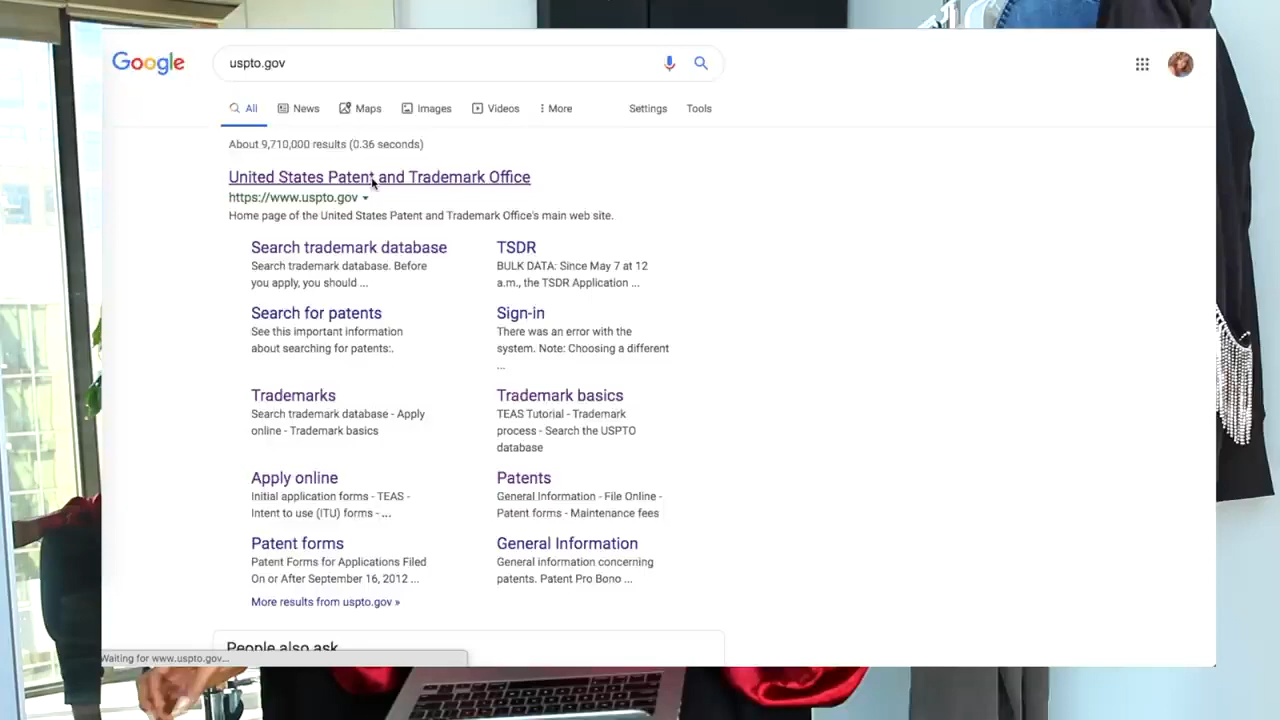 Google
uspto.gov
All News Maps Images Videos More Settings Tools
About 9,710,000 results (0.36 seconds)
United States Patent and Trademark Office
https://www.uspto.gov
Home page of the United States Patent and Trademark Office's main web site.
Search trademark database
Search trademark database. Before
you apply, you should ...
TSDR
BULK DATA: Since May 7 at 12
a.m., the TSDR Application ...
Search for patents
See this important information
about searching for patents:.
Sign-in
There was an error with the
system. Note: Choosing a different
...
Trademarks
Search trademark database - Apply
online - Trademark basics
Trademark basics
TEAS Tutorial - Trademark
process - Search the USPTO
database
Apply online
Initial application forms - TEAS -
Intent to use (ITU) forms - ...
Patents
General Information - File Online -
Patent forms - Maintenance fees
Patent forms
Patent Forms for Applications Filed
On or After September 16, 2012 ...
General Information
General information concerning
patents. Patent Pro Bono ...
More results from uspto.gov »
People also ask
Waiting for www.uspto.gov...